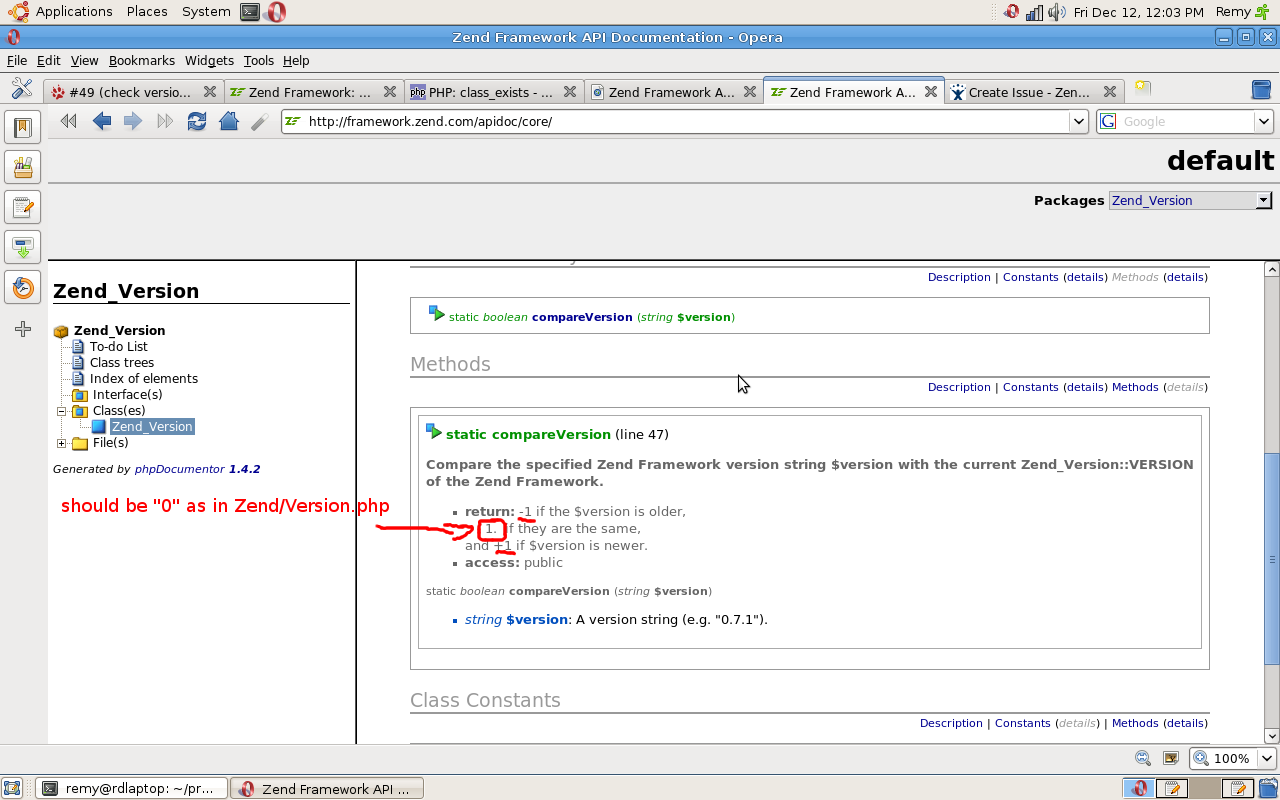 Applications Places System Fri Dec 12, 12:03 PM Remy
Zend Framework API Documentation - Opera
File Edit View Bookmarks Widgets Tools Help
#49 (check versio... Zend Framework: ... PHP: class_exists - ... Zend Framework A... Zend Framework A... Create Issue - Zen...
http://framework.zend.com/apidoc/core/ Google
default
Packages Zend_Version
Zend_Version
Zend_Version
To-do List
Class trees
Index of elements
Interface(s)
Class(es)
Zend_Version
File(s)
Generated by phpDocumentor 1.4.2
should be "0" as in Zend/Version.php
Description | Constants (details) Methods (details)
static boolean compareVersion (string $version)
Methods
Description | Constants (details) Methods (details)
static compareVersion (line 47)
Compare the specified Zend Framework version string $version with the current Zend_Version::VERSION
of the Zend Framework.
return: -1 if the $version is older,
1. if they are the same,
and +1 if $version is newer.
access: public
static boolean compareVersion (string $version)
string $version: A version string (e.g. "0.7.1").
Class Constants
Description | Constants (details) | Methods (details)
100%
remy@rdlaptop: ~/pr... Zend Framework API ...